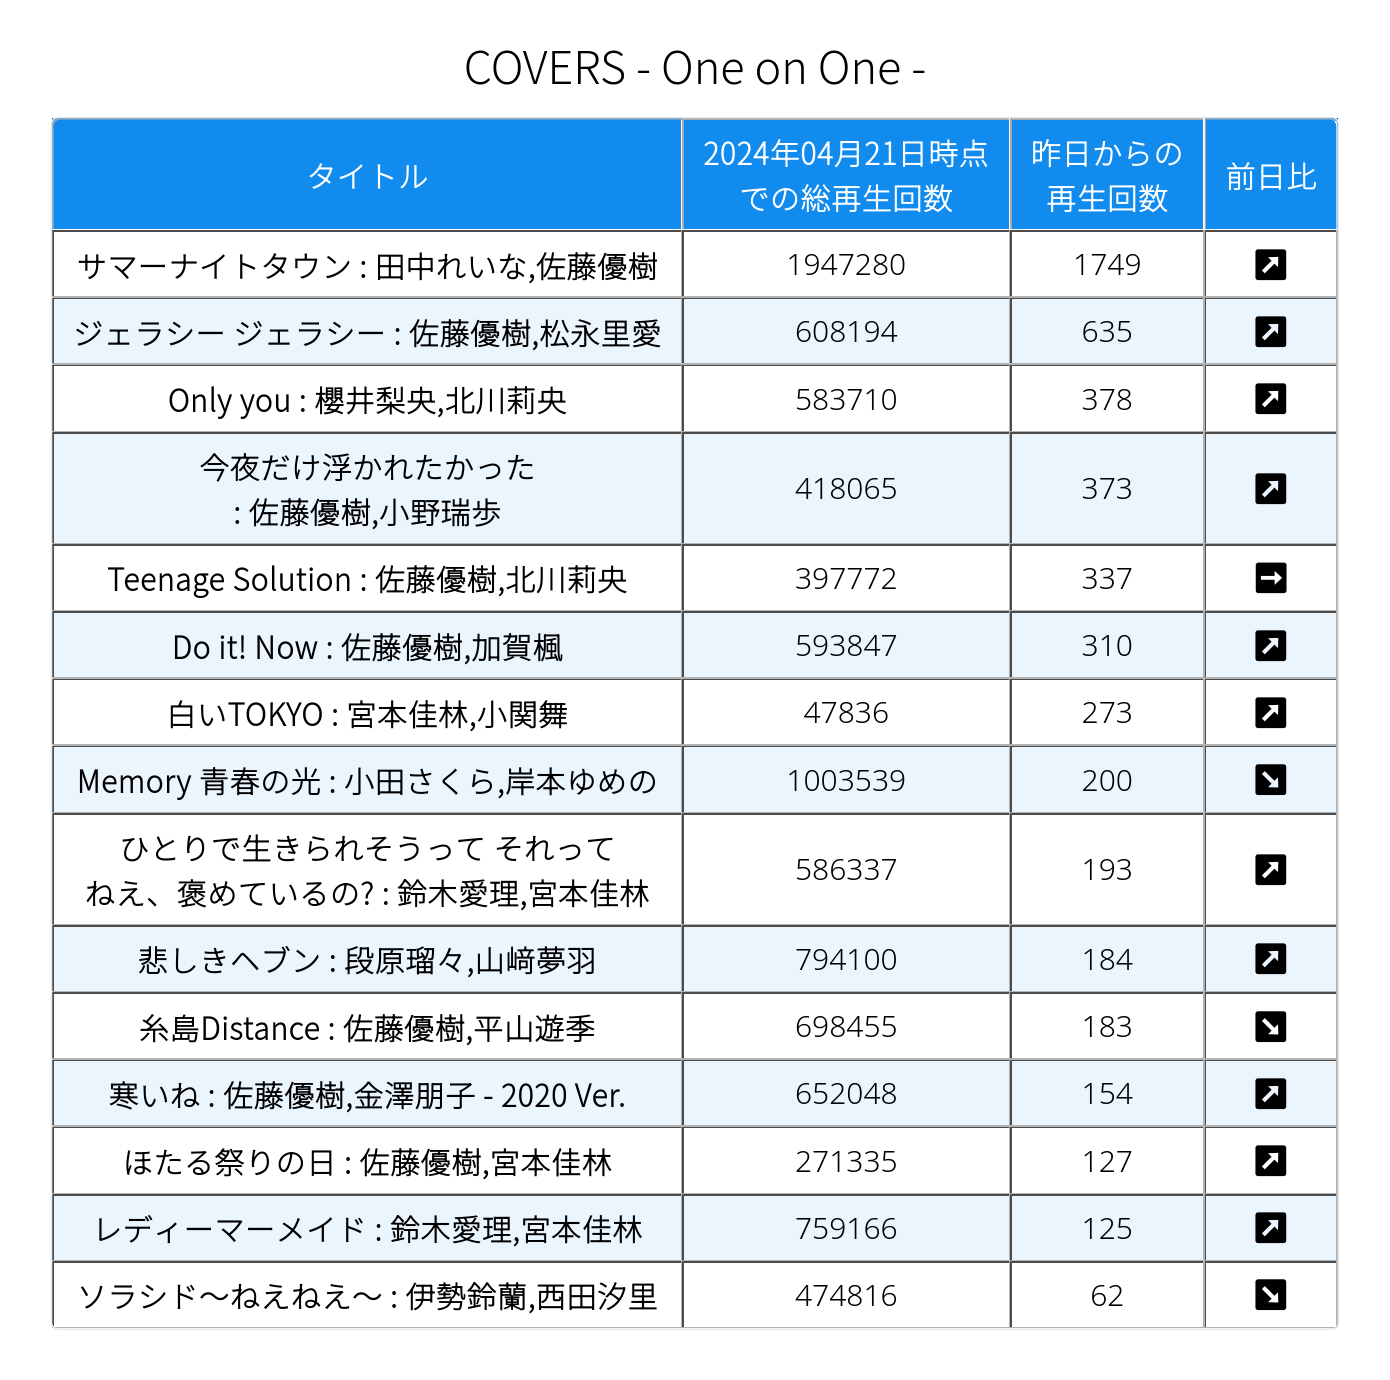 COVERS - One on One -
タイトル
2024年04月21日時点
での総再生回数
昨日からの
再生回数
前日比
サマーナイトタウン : 田中れいな,佐藤優樹
1947280
1749
ジェラシー ジェラシー : 佐藤優樹,松永里愛
608194
635
Only you : 櫻井梨央,北川莉央
583710
378
今夜だけ浮かれたかった
: 佐藤優樹,小野瑞歩
418065
373
Teenage Solution : 佐藤優樹,北川莉央
397772
337
Do it! Now : 佐藤優樹,加賀楓
593847
310
白いTOKYO : 宮本佳林,小関舞
47836
273
Memory 青春の光 : 小田さくら,岸本ゆめの
1003539
200
ひとりで生きられそうって それって
ねえ、褒めているの? : 鈴木愛理,宮本佳林
586337
193
悲しきヘブン : 段原瑠々,山﨑夢羽
794100
184
糸島Distance : 佐藤優樹,平山遊季
698455
183
寒いね : 佐藤優樹,金澤朋子 - 2020 Ver.
652048
154
ほたる祭りの日 : 佐藤優樹,宮本佳林
271335
127
レディーマーメイド : 鈴木愛理,宮本佳林
759166
125
ソラシド〜ねえねえ〜 : 伊勢鈴蘭,西田汐里
474816
62